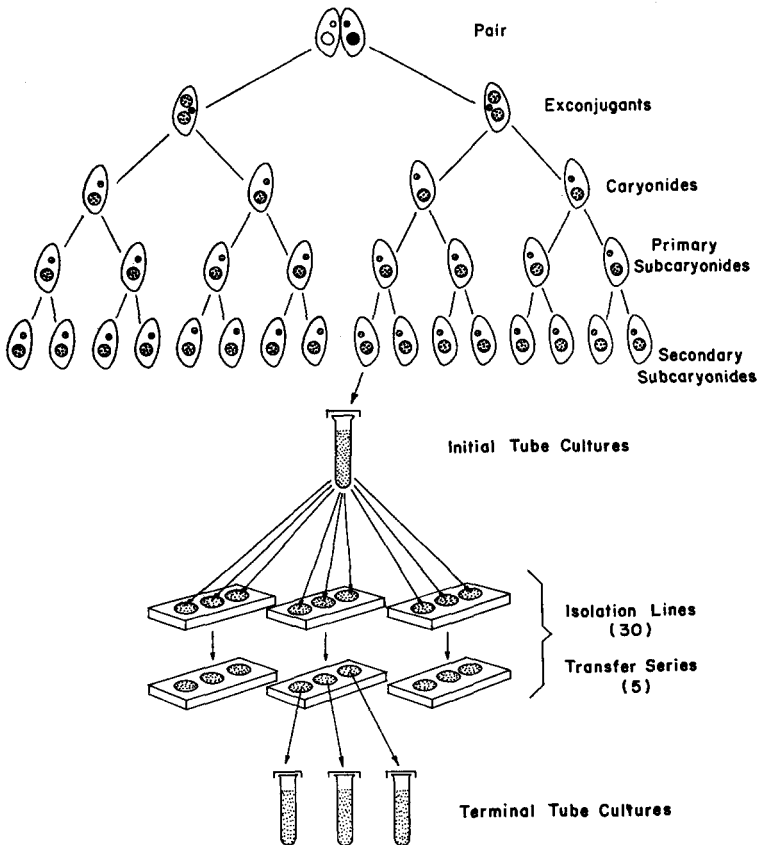 Pair
Exconjugants
Caryonides
Primary
Subcaryonides
Secondary
Subcaryonides
Initial Tube Cultures
Isolation Lines
(30)
Transfer Series
(5)
Terminal Tube Cultures